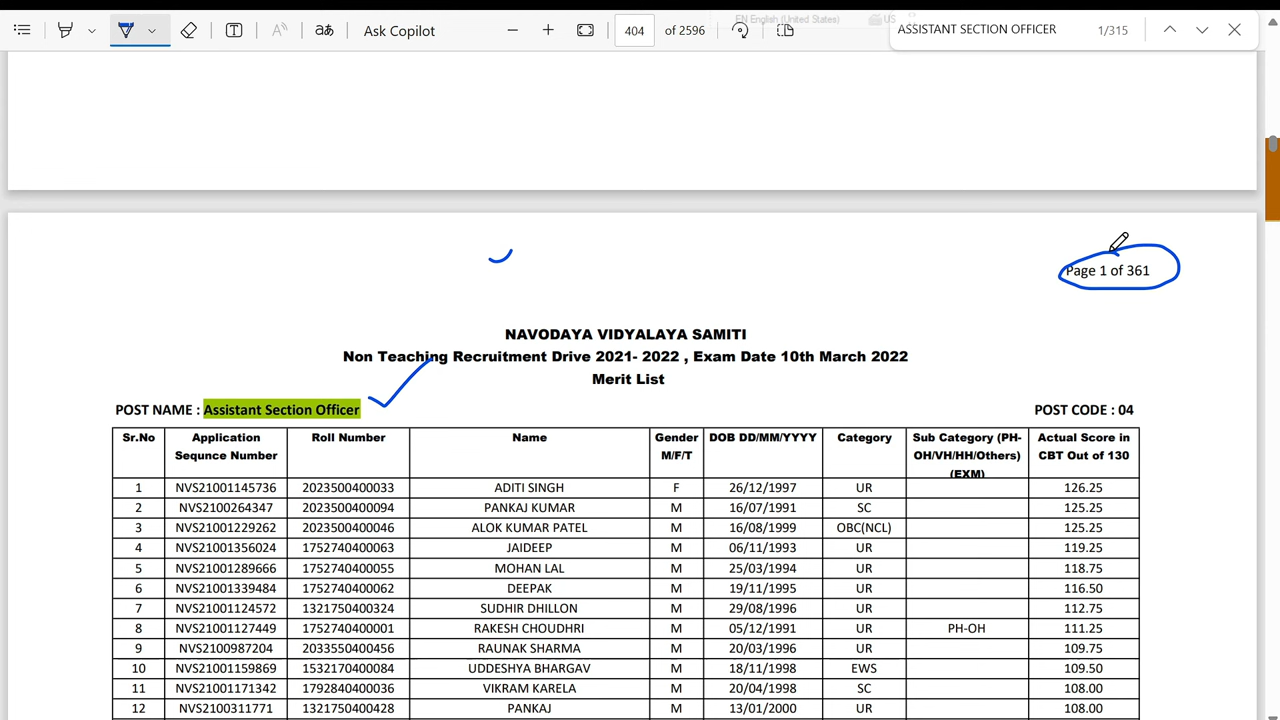 EN English (United States) US
Ask Copilot 404 of 2596 ASSISTANT SECTION OFFICER 1/315
Page 1 of 361
NAVODAYA VIDYALAYA SAMITI
Non Teaching Recruitment Drive 2021- 2022 , Exam Date 10th March 2022
Merit List
POST NAME : Assistant Section Officer POST CODE : 04
Sr.No Application Sequnce Number Roll Number Name Gender M/F/T DOB DD/MM/YYYY Category Sub Category (PH-OH/VH/HH/Others) (EXM) Actual Score in CBT Out of 130
1 NVS21001145736 2023500400033 ADITI SINGH F 26/12/1997 UR 126.25
2 NVS2100264347 2023500400094 PANKAJ KUMAR M 16/07/1991 SC 125.25
3 NVS21001229262 2023500400046 ALOK KUMAR PATEL M 16/08/1999 OBC(NCL) 125.25
4 NVS21001356024 1752740400063 JAIDEEP M 06/11/1993 UR 119.25
5 NVS21001289666 1752740400055 MOHAN LAL M 25/03/1994 UR 118.75
6 NVS21001339484 1752740400062 DEEPAK M 19/11/1995 UR 116.50
7 NVS21001124572 1321750400324 SUDHIR DHILLON M 29/08/1996 UR 112.75
8 NVS21001127449 1752740400001 RAKESH CHOUDHRI M 05/12/1991 UR PH-OH 111.25
9 NVS2100987204 2033550400456 RAUNAK SHARMA M 20/03/1996 UR 109.75
10 NVS21001159869 1532170400084 UDDESHYA BHARGAV M 18/11/1998 EWS 109.50
11 NVS21001171342 1792840400036 VIKRAM KARELA M 20/04/1998 SC 108.00
12 NVS2100311771 1321750400428 PANKAJ M 13/01/2000 UR 108.00